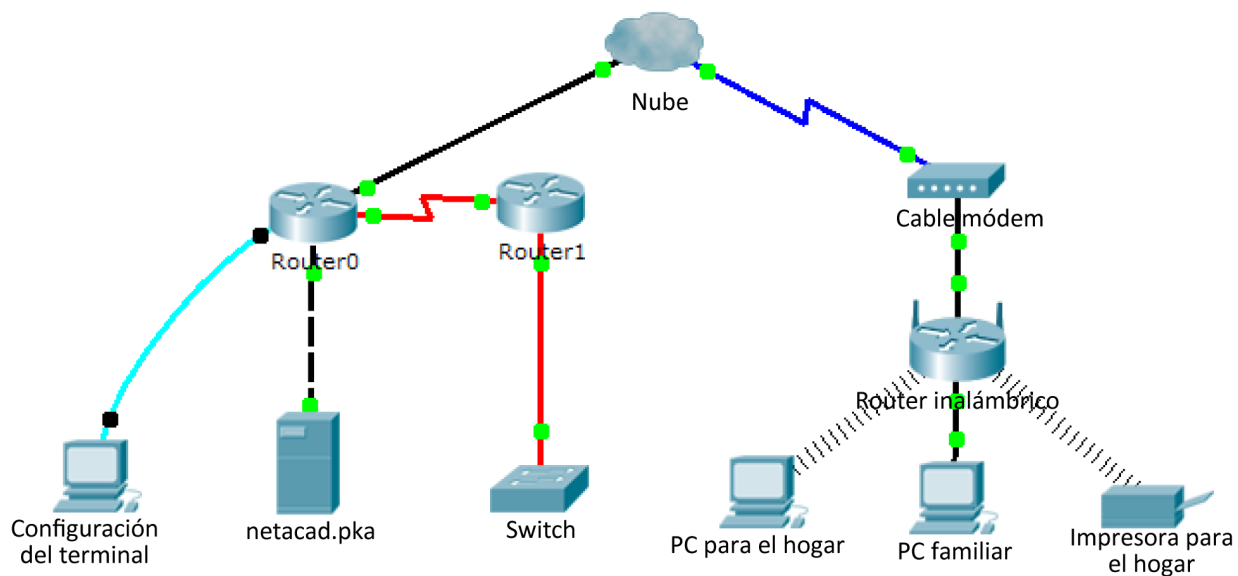 Nube
Cable módem
Router0
Router1
Router inalámbrico
Configuración
del terminal
netacad.pka
Switch
PC para el hogar
PC familiar
Impresora para
el hogar